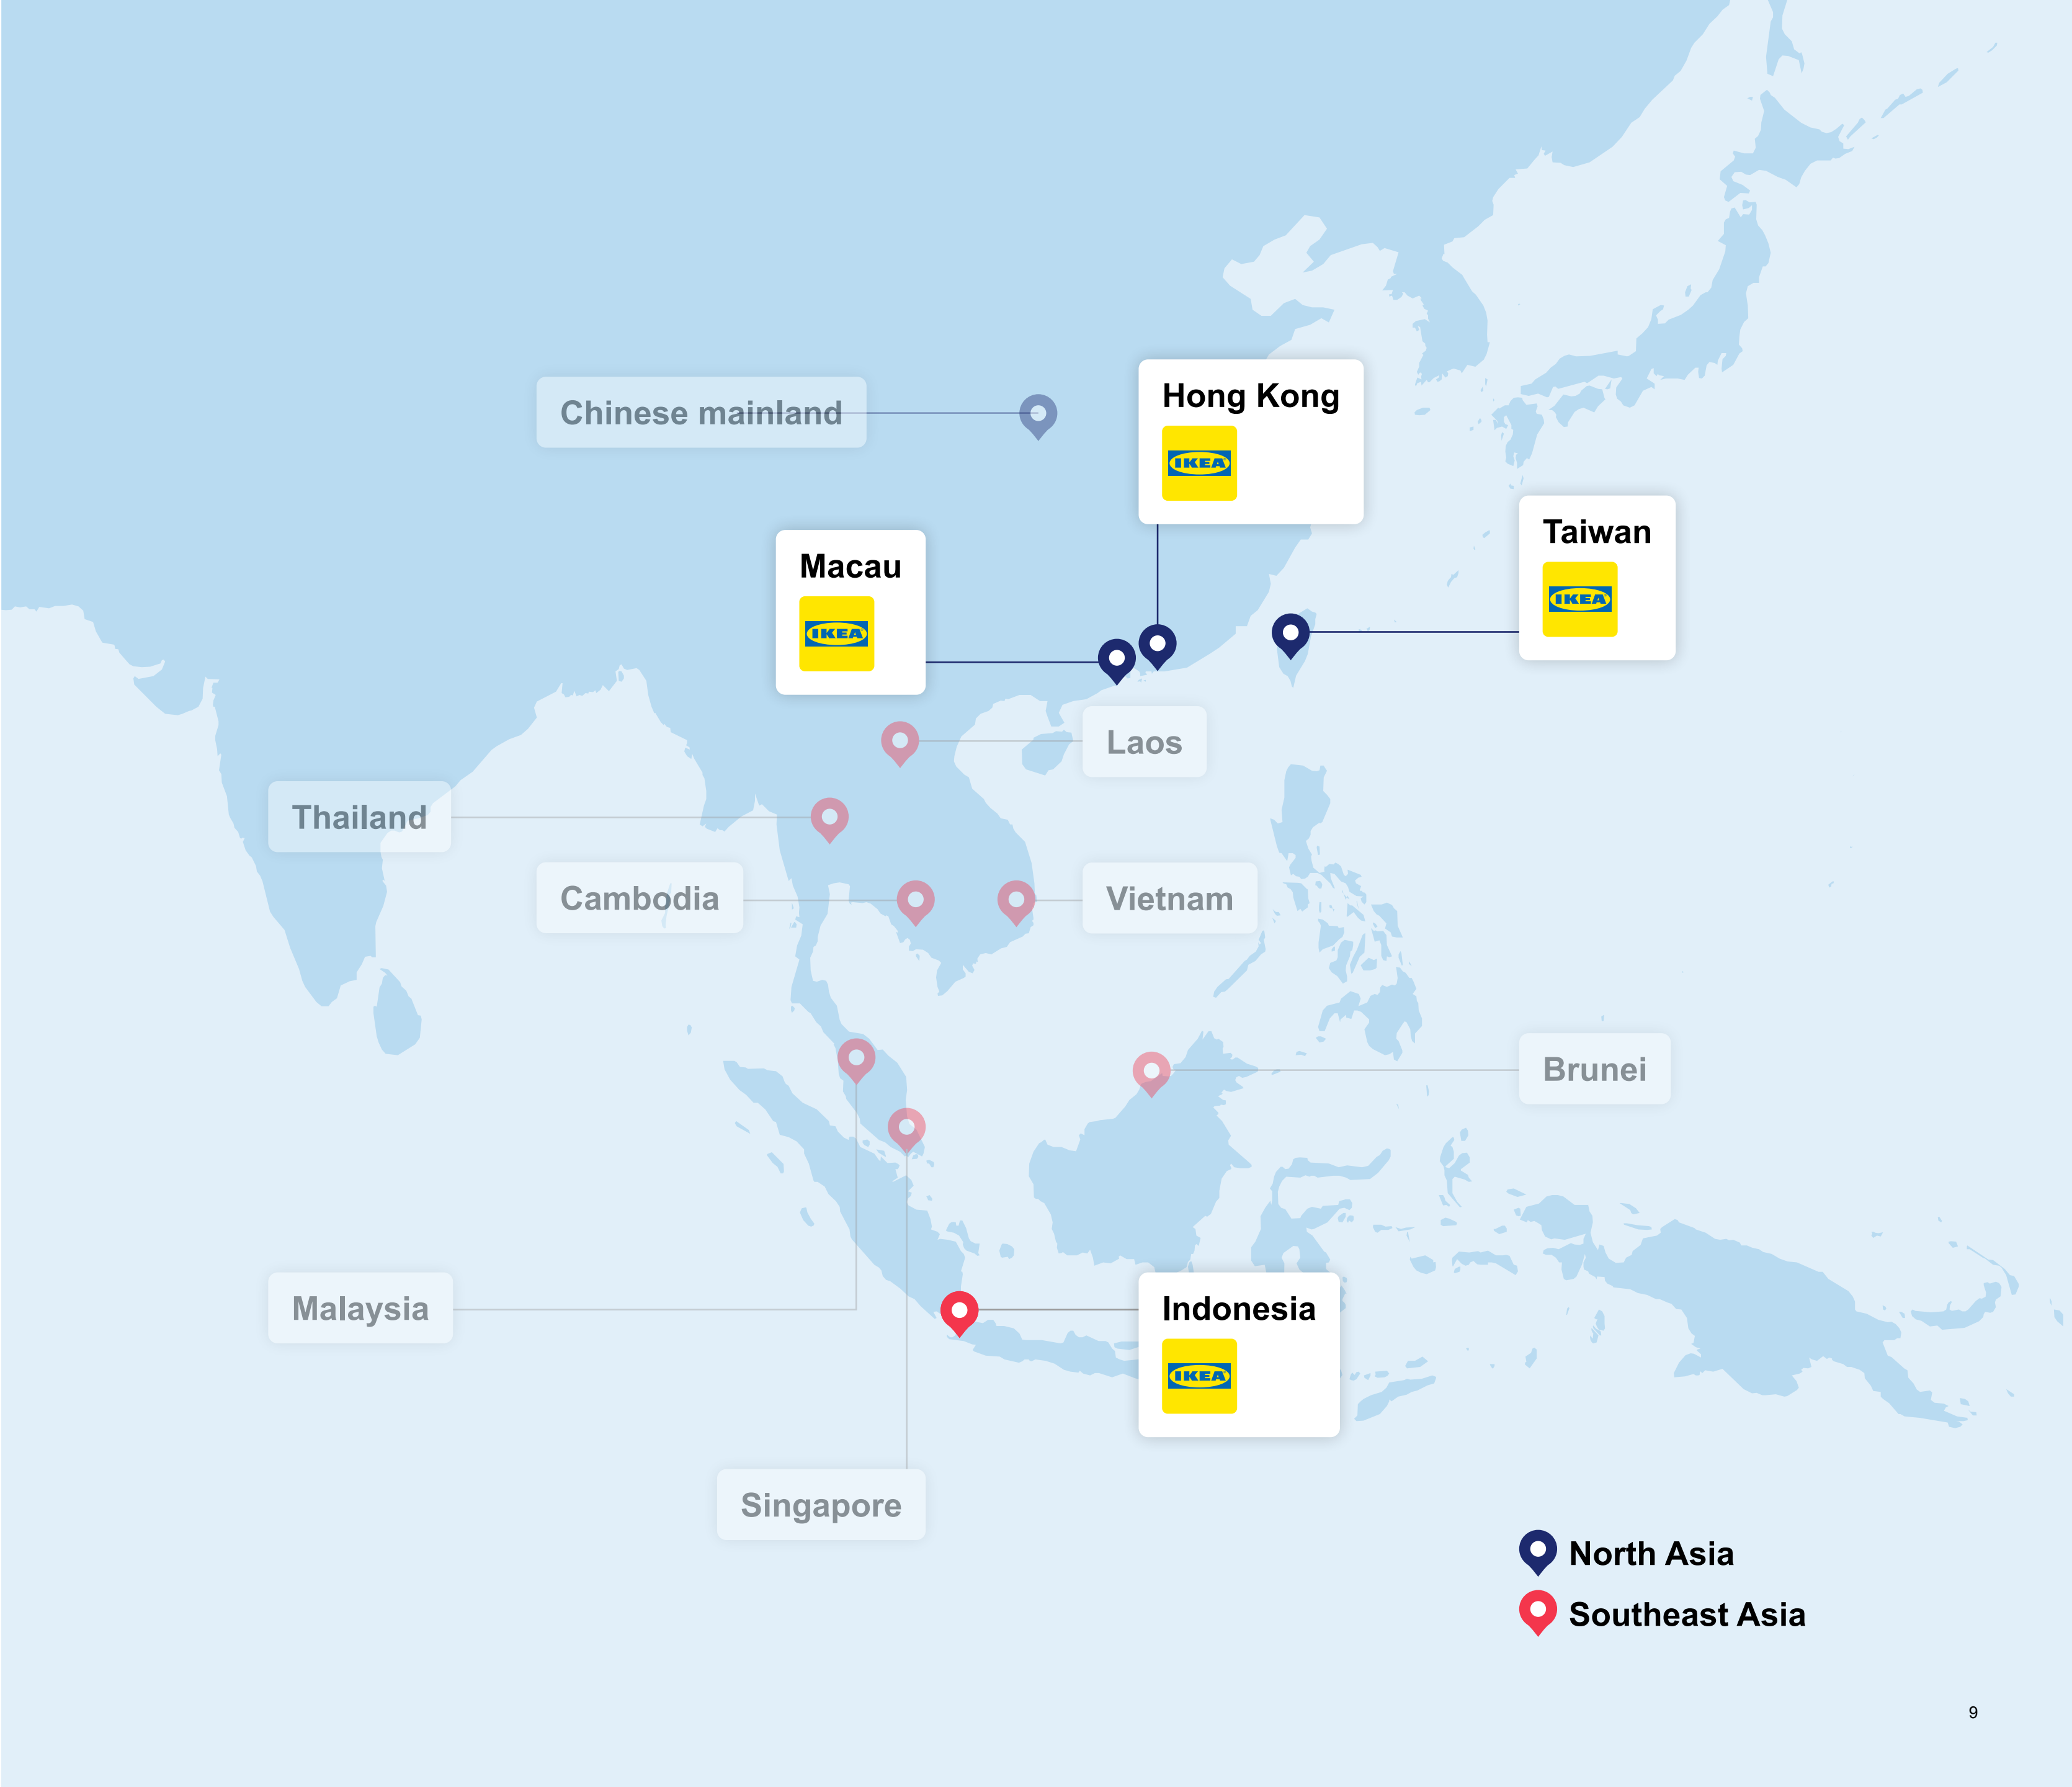 Chinese mainland
Hong Kong
IKEA
Taiwan
IKEA
Macau
IKEA
Laos
Thailand
Cambodia
Vietnam
Brunei
Malaysia
Indonesia
IKEA
Singapore
North Asia
Southeast Asia
9